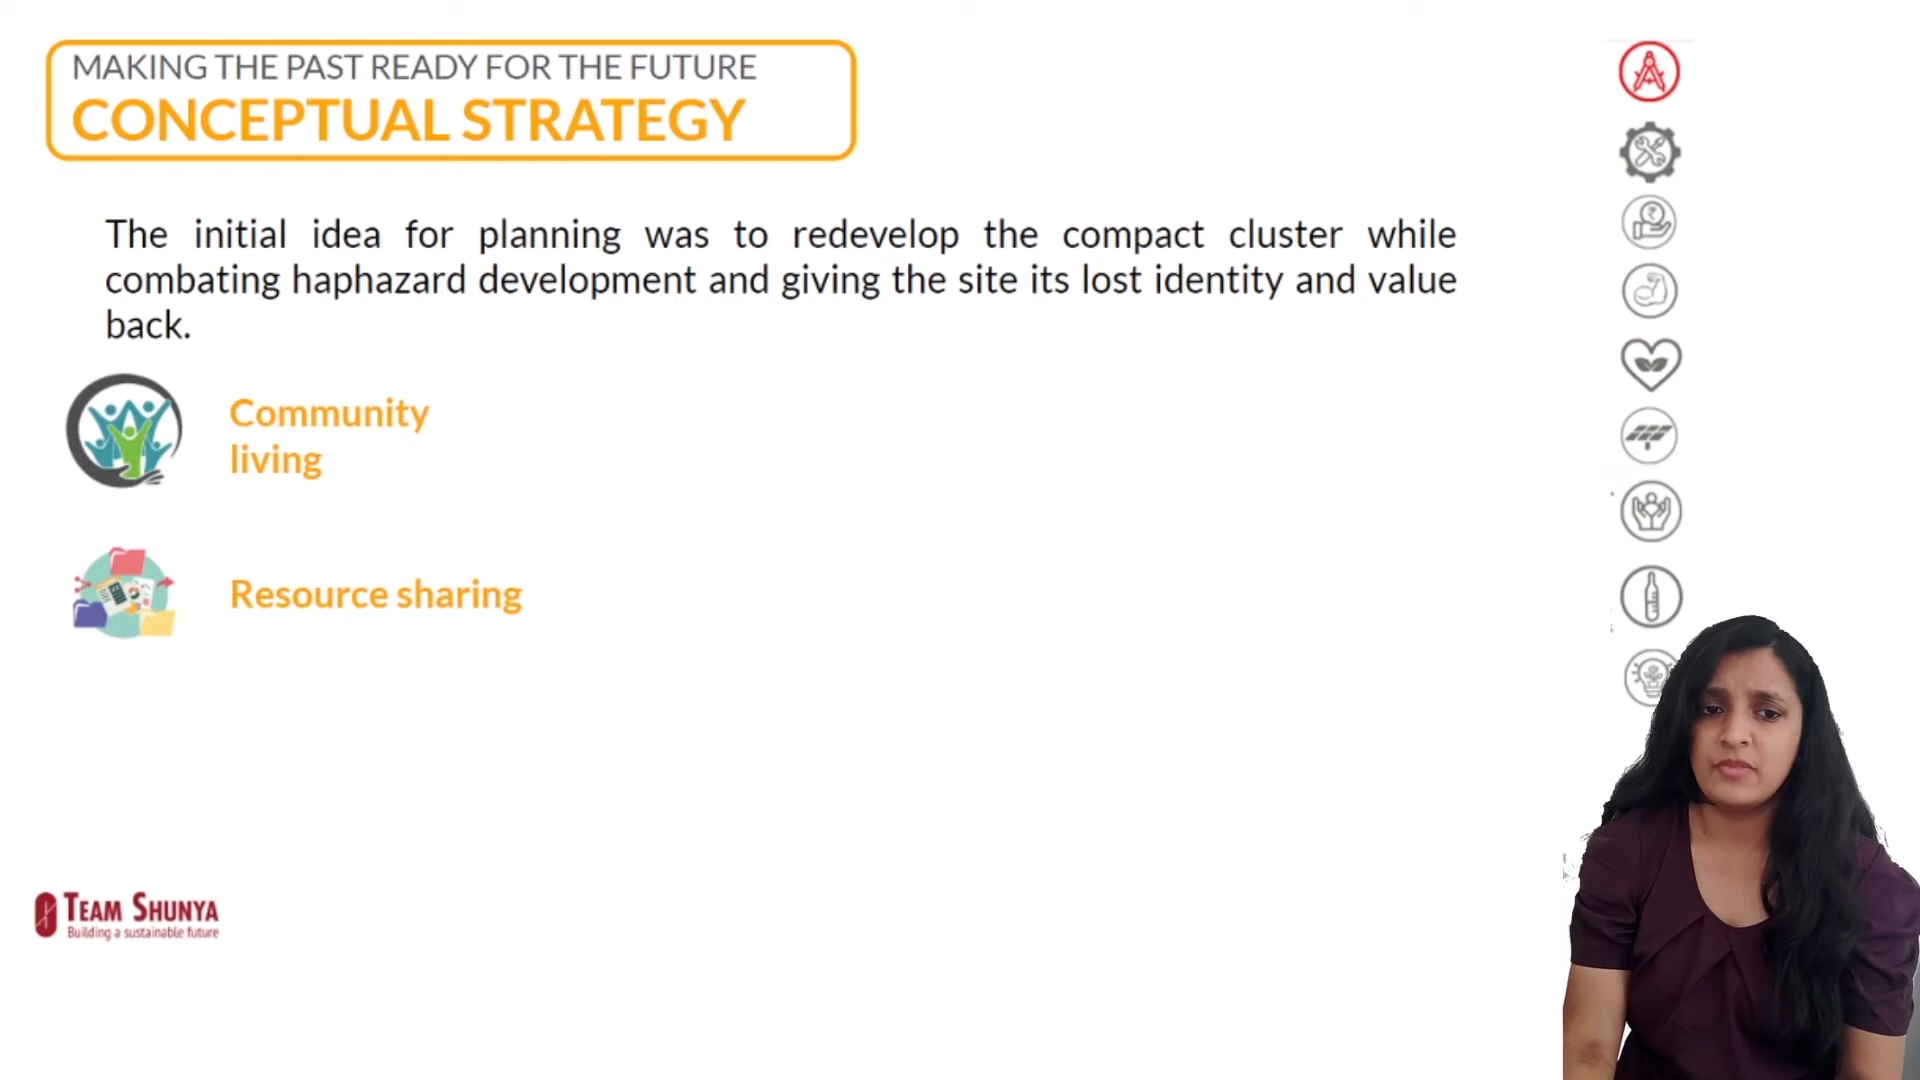 MAKING THE PAST READY FOR THE FUTURE
CONCEPTUAL STRATEGY
The initial idea for planning was to redevelop the compact cluster while
combating haphazard development and giving the site its lost identity and value
back.
Community
living
Resource sharing
TEAM SHUNYA
Building a sustainable future